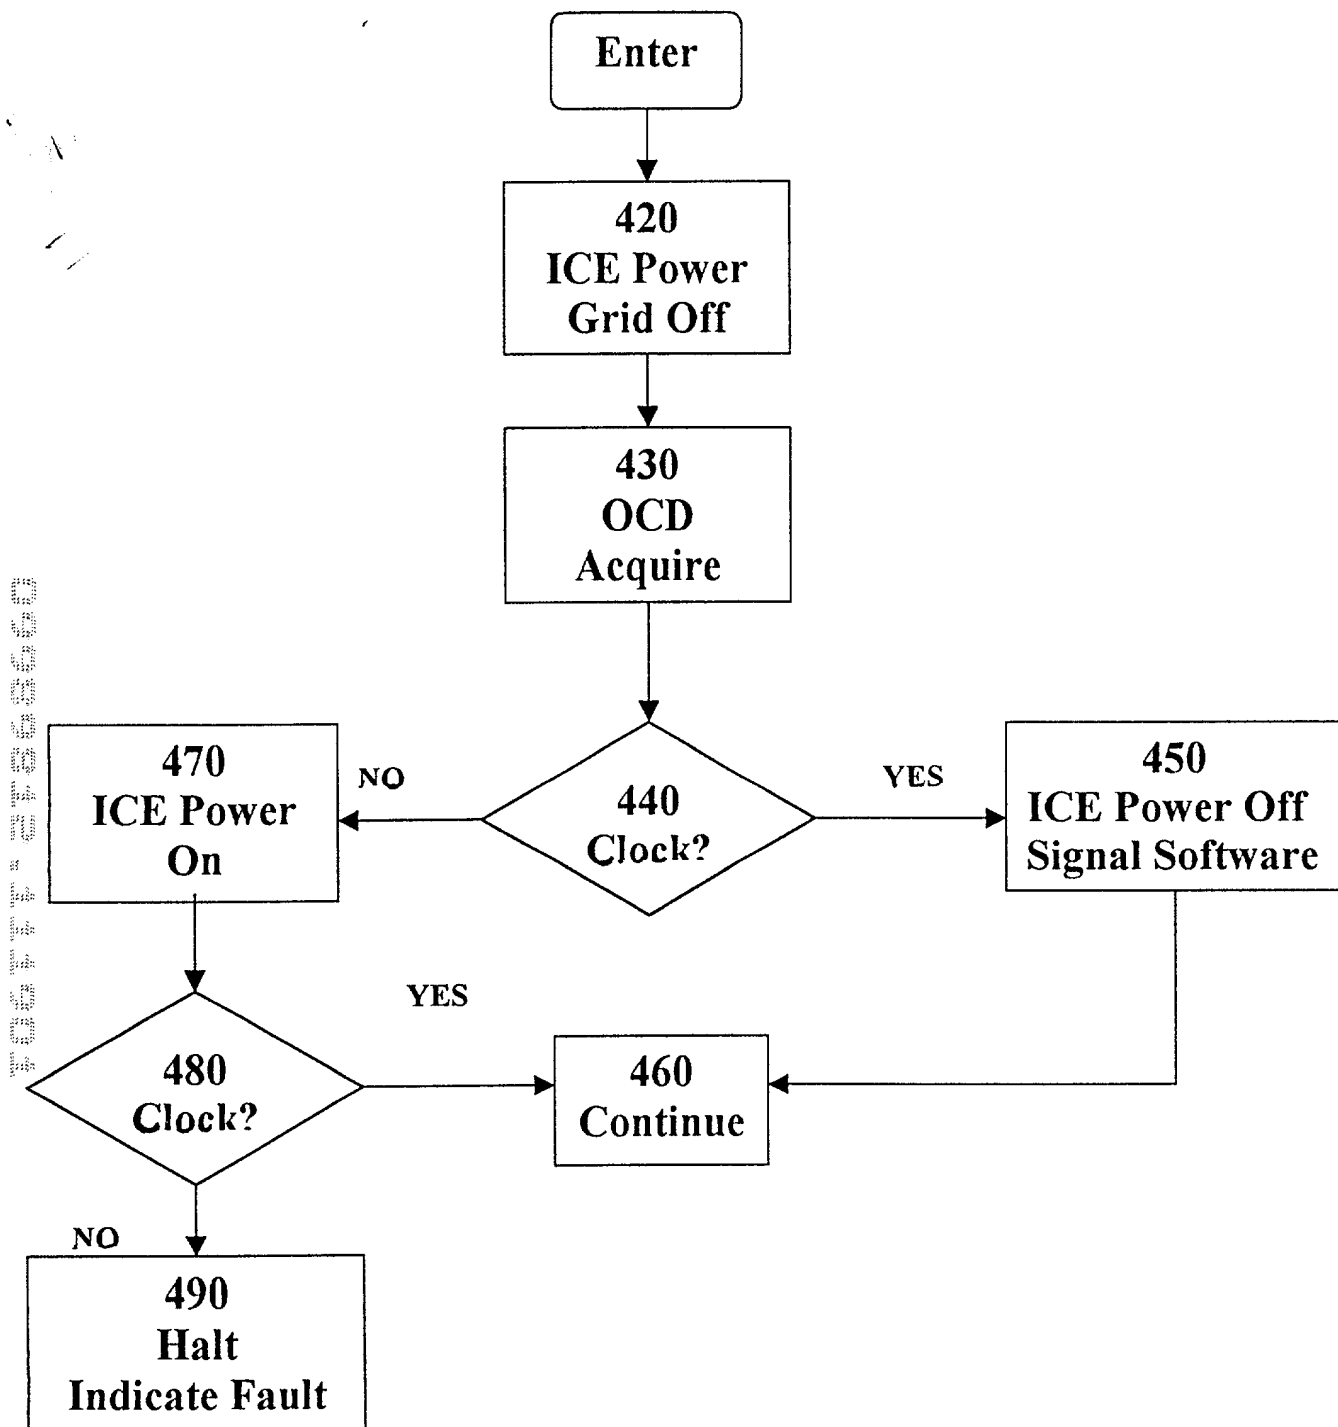 Enter
420
ICE Power
Grid Off
430
OCD
Acquire
470
ICE Power
On
NO
440
Clock?
YES
450
ICE Power Off
Signal Software
480
Clock?
YES
460
Continue
NO
490
Halt
Indicate Fault